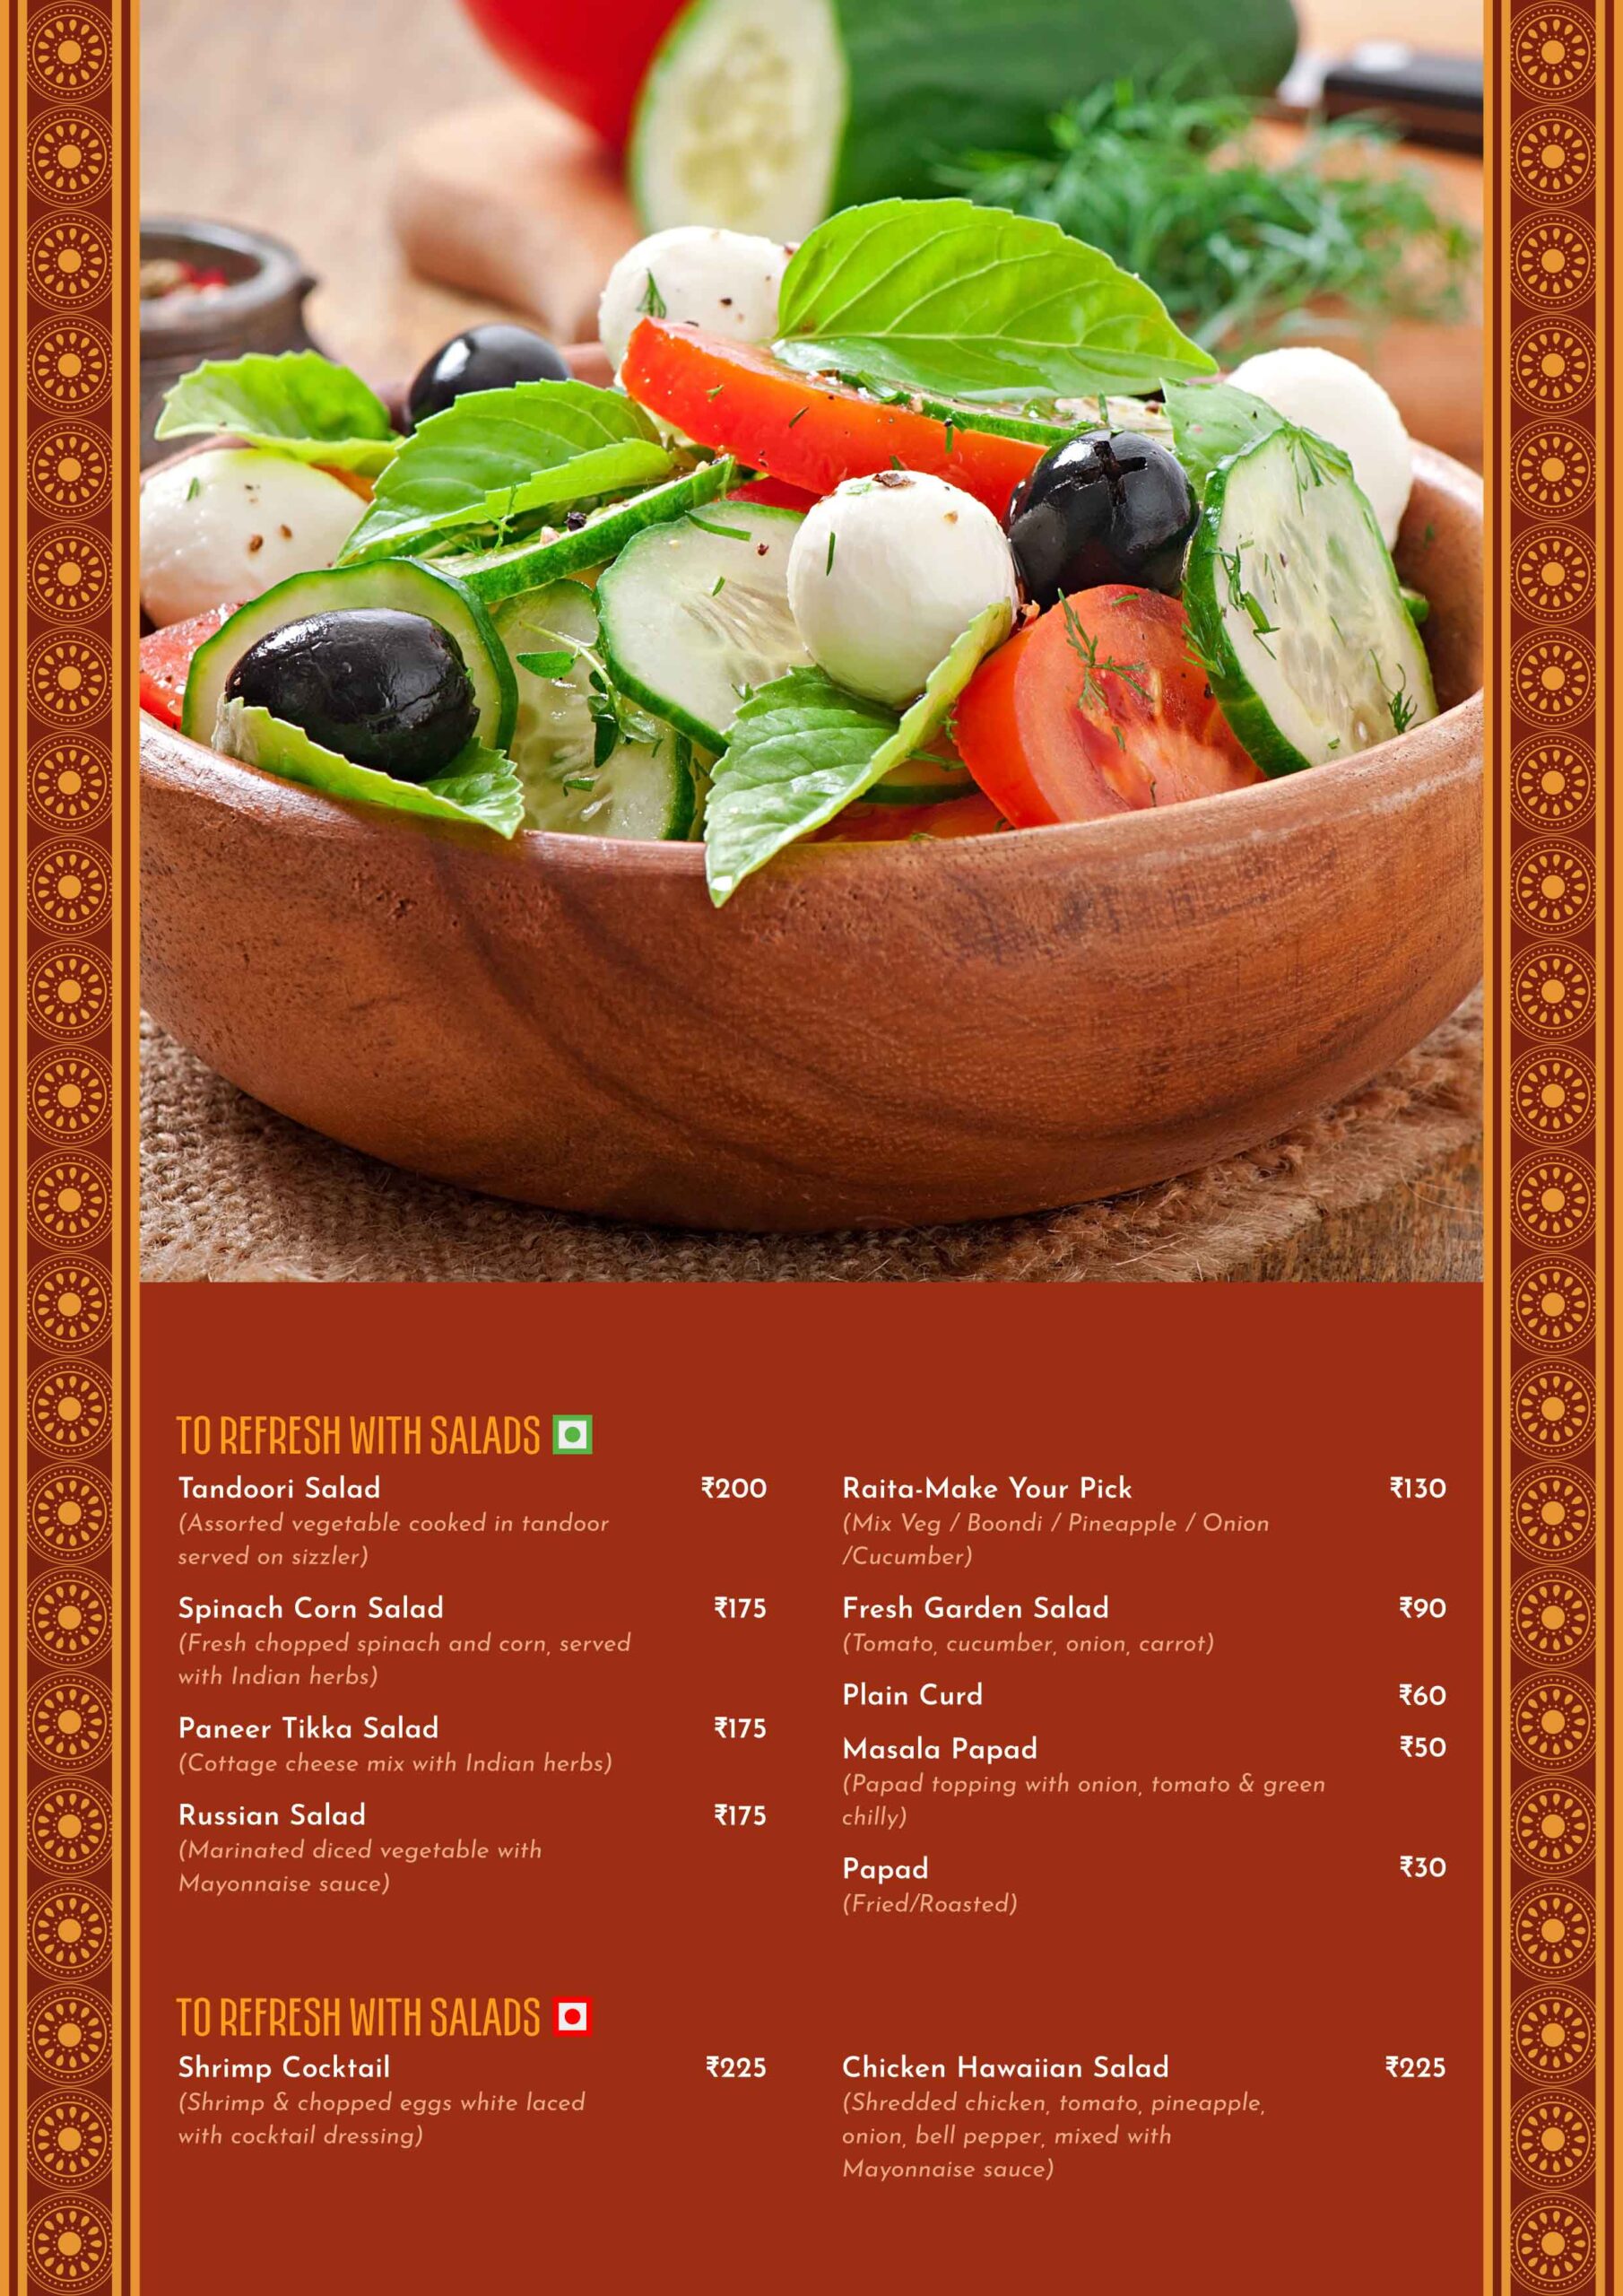 TO REFRESH WITH SALADS
Tandoori Salad ₹200
(Assorted vegetable cooked in tandoor
served on sizzler)
Spinach Corn Salad ₹175
(Fresh chopped spinach and corn, served
with Indian herbs)
Paneer Tikka Salad ₹175
(Cottage cheese mix with Indian herbs)
Russian Salad ₹175
(Marinated diced vegetable with
Mayonnaise sauce)
Raita-Make Your Pick ₹130
(Mix Veg / Boondi / Pineapple / Onion
/Cucumber)
Fresh Garden Salad ₹90
(Tomato, cucumber, onion, carrot)
Plain Curd ₹60
Masala Papad ₹50
(Papad topping with onion, tomato & green
chilly)
Papad ₹30
(Fried/Roasted)
TO REFRESH WITH SALADS
Shrimp Cocktail ₹225
(Shrimp & chopped eggs white laced
with cocktail dressing)
Chicken Hawaiian Salad ₹225
(Shredded chicken, tomato, pineapple,
onion, bell pepper, mixed with
Mayonnaise sauce)